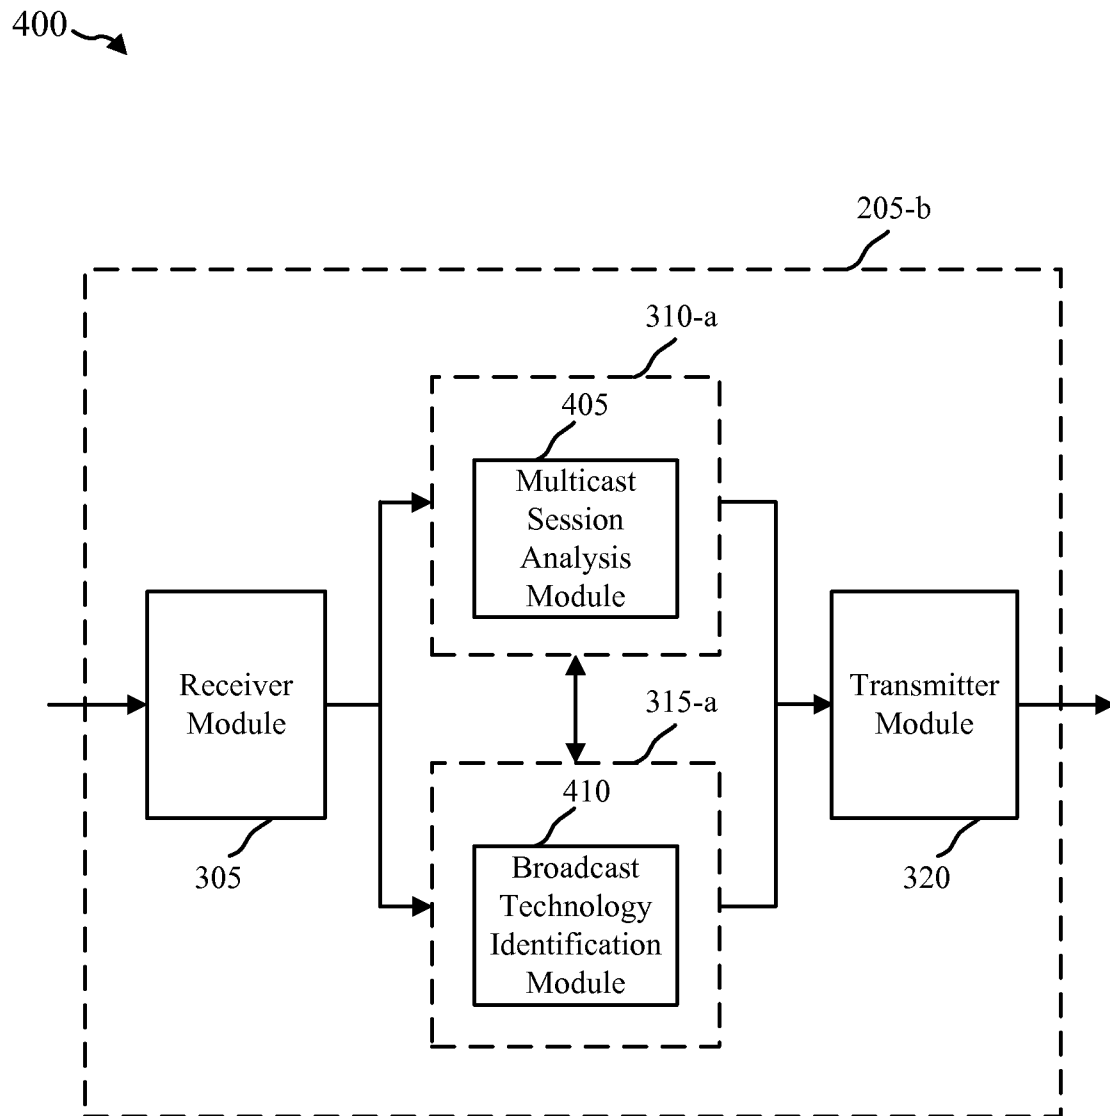 400
205-b
310-a
405
Multicast
Session
Analysis
Module
Receiver
Module
305
315-a
410
Broadcast
Technology
Identification
Module
Transmitter
Module
320